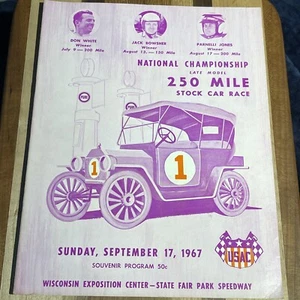 DON WHITE
Winner
July 9 — 200 Mile
JACK BOWSHER
Winner
August 13, — 150 Mile
PARNELLI JONES
Winner
August 17 — 200 Mile
NATIONAL CHAMPIONSHIP
LATE MODEL
250 MILE
STOCK CAR RACE
1
1
SUNDAY, SEPTEMBER 17, 1967
SOUVENIR PROGRAM 50c
USAC
WISCONSIN EXPOSITION CENTER—STATE FAIR PARK SPEEDWAY